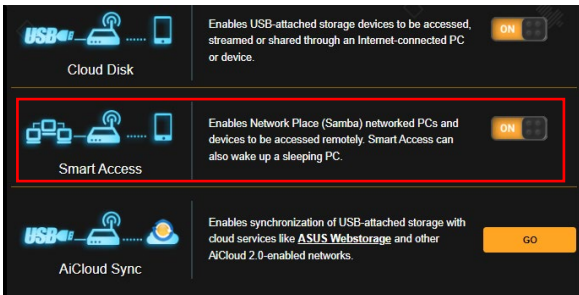 Enables USB-attached storage devices to be accessed,
streamed or shared through an Internet-connected PC
or device.
ON
USB
Cloud Disk
Enables Network Place (Samba) networked PCs and
devices to be accessed remotely. Smart Access can
also wake up a sleeping PC.
ON
Smart Access
Enables synchronization of USB-attached storage with
cloud services like ASUS Webstorage and other
AiCloud 2.0-enabled networks.
GO
USB
AiCloud Sync